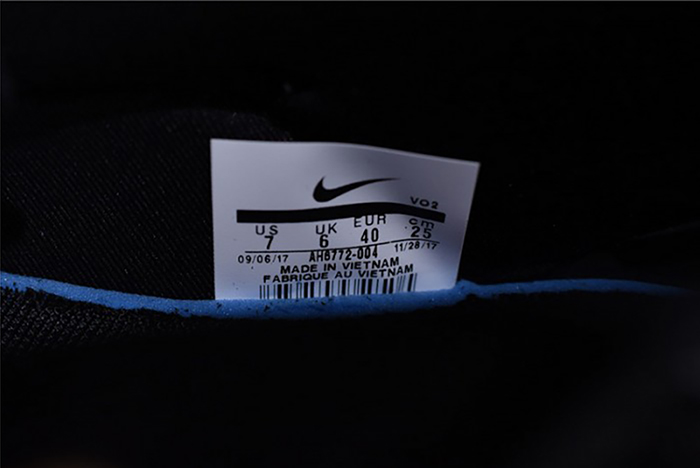 VO2
US UK EUR cm
7 6 40 25
09/06/17 AH6772-004 11/28/17
MADE IN VIETNAM
FABRIQUE AU VIETNAM